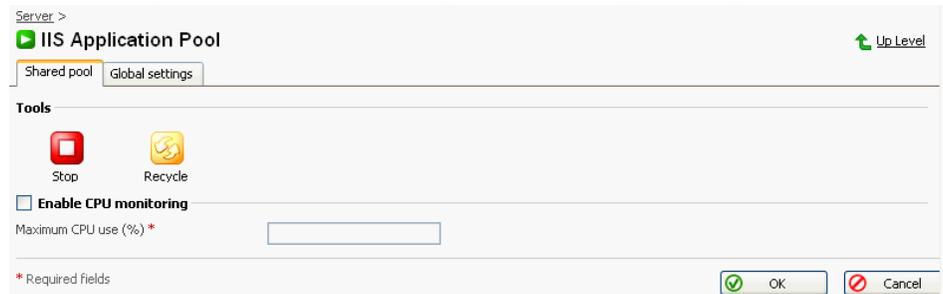 Server >
IIS Application Pool
Up Level
Shared pool
Global settings
Tools
Stop
Recycle
Enable CPU monitoring
Maximum CPU use (%) *
* Required fields
OK
Cancel